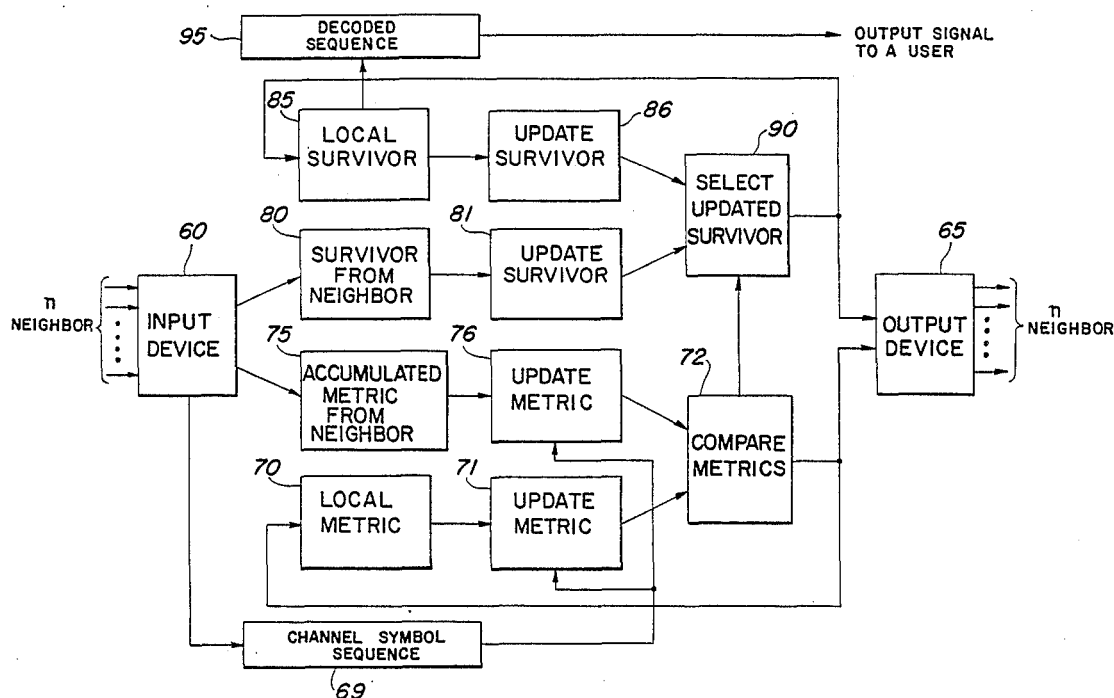 95
DECODED
SEQUENCE
OUTPUT SIGNAL
TO A USER
85
LOCAL
SURVIVOR
UPDATE
SURVIVOR
86
90
SELECT
UPDATED
SURVIVOR
80
SURVIVOR
FROM
NEIGHBOR
81
UPDATE
SURVIVOR
60
INPUT
DEVICE
n
NEIGHBOR
65
OUTPUT
DEVICE
n
NEIGHBOR
75
ACCUMULATED
METRIC
FROM
NEIGHBOR
76
UPDATE
METRIC
72
COMPARE
METRICS
70
LOCAL
METRIC
71
UPDATE
METRIC
CHANNEL SYMBOL
SEQUENCE
69